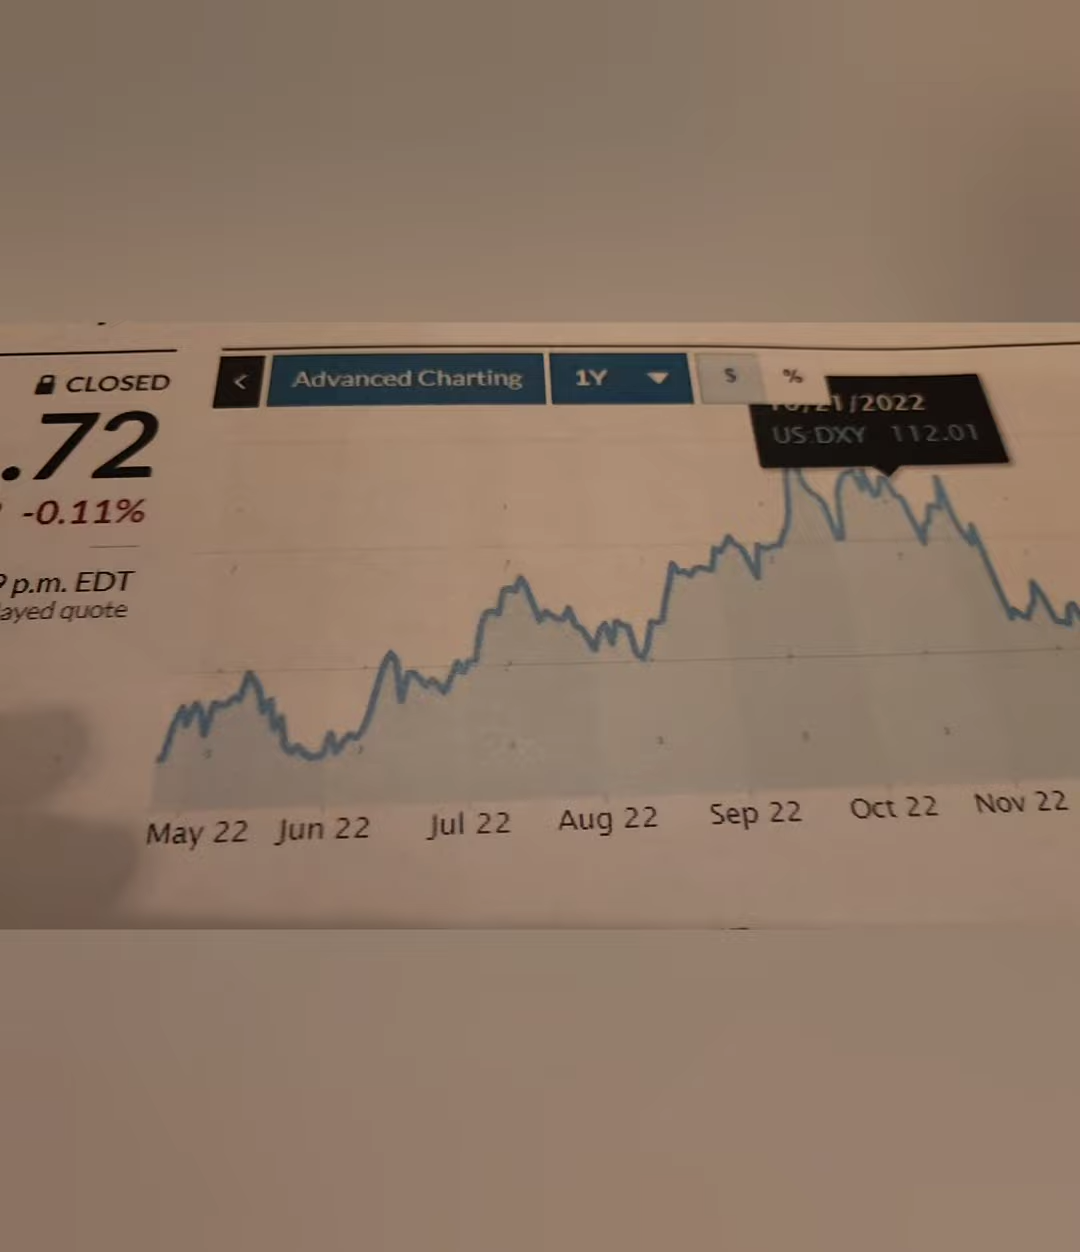 CLOSED
.72
-0.11%
p.m. EDT
ayed quote
< Advanced Charting 1Y $ %
/2022
US:DXY 112.01
May 22 Jun 22 Jul 22 Aug 22 Sep 22 Oct 22 Nov 22